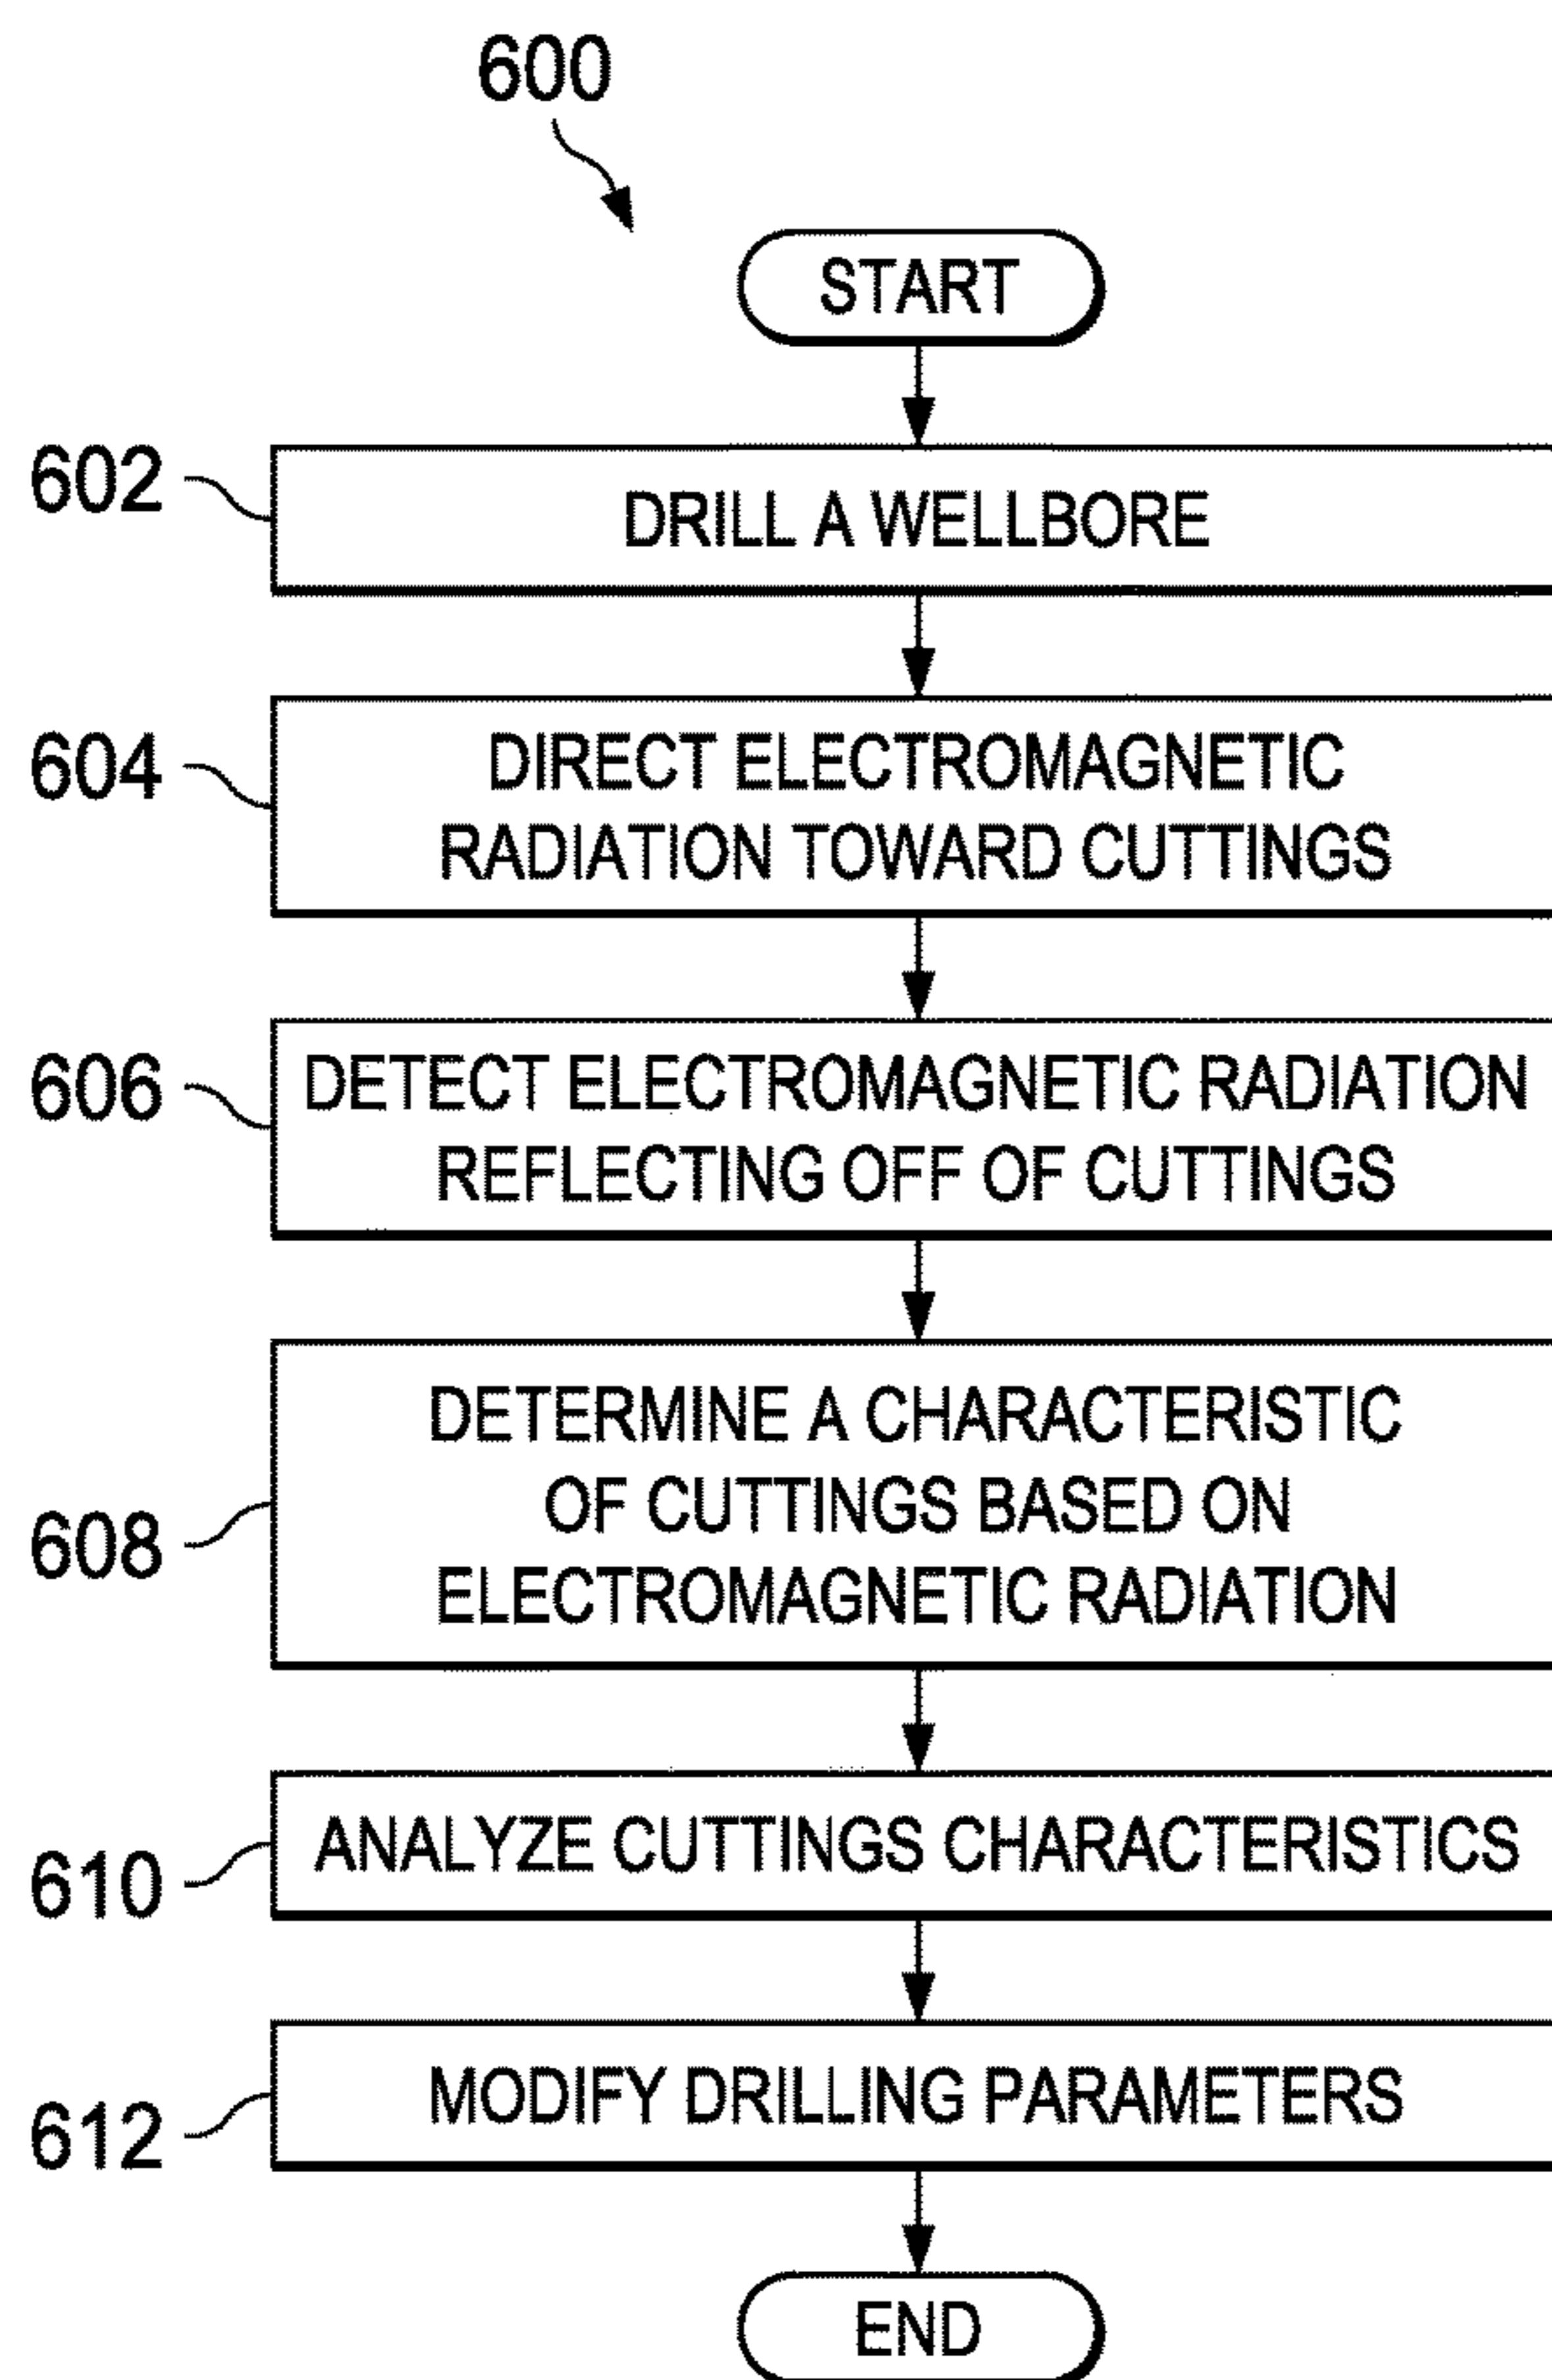 600
START
602
DRILL A WELLBORE
604
DIRECT ELECTROMAGNETIC
RADIATION TOWARD CUTTINGS
606
DETECT ELECTROMAGNETIC RADIATION
REFLECTING OFF OF CUTTINGS
608
DETERMINE A CHARACTERISTIC
OF CUTTINGS BASED ON
ELECTROMAGNETIC RADIATION
610
ANALYZE CUTTINGS CHARACTERISTICS
612
MODIFY DRILLING PARAMETERS
END